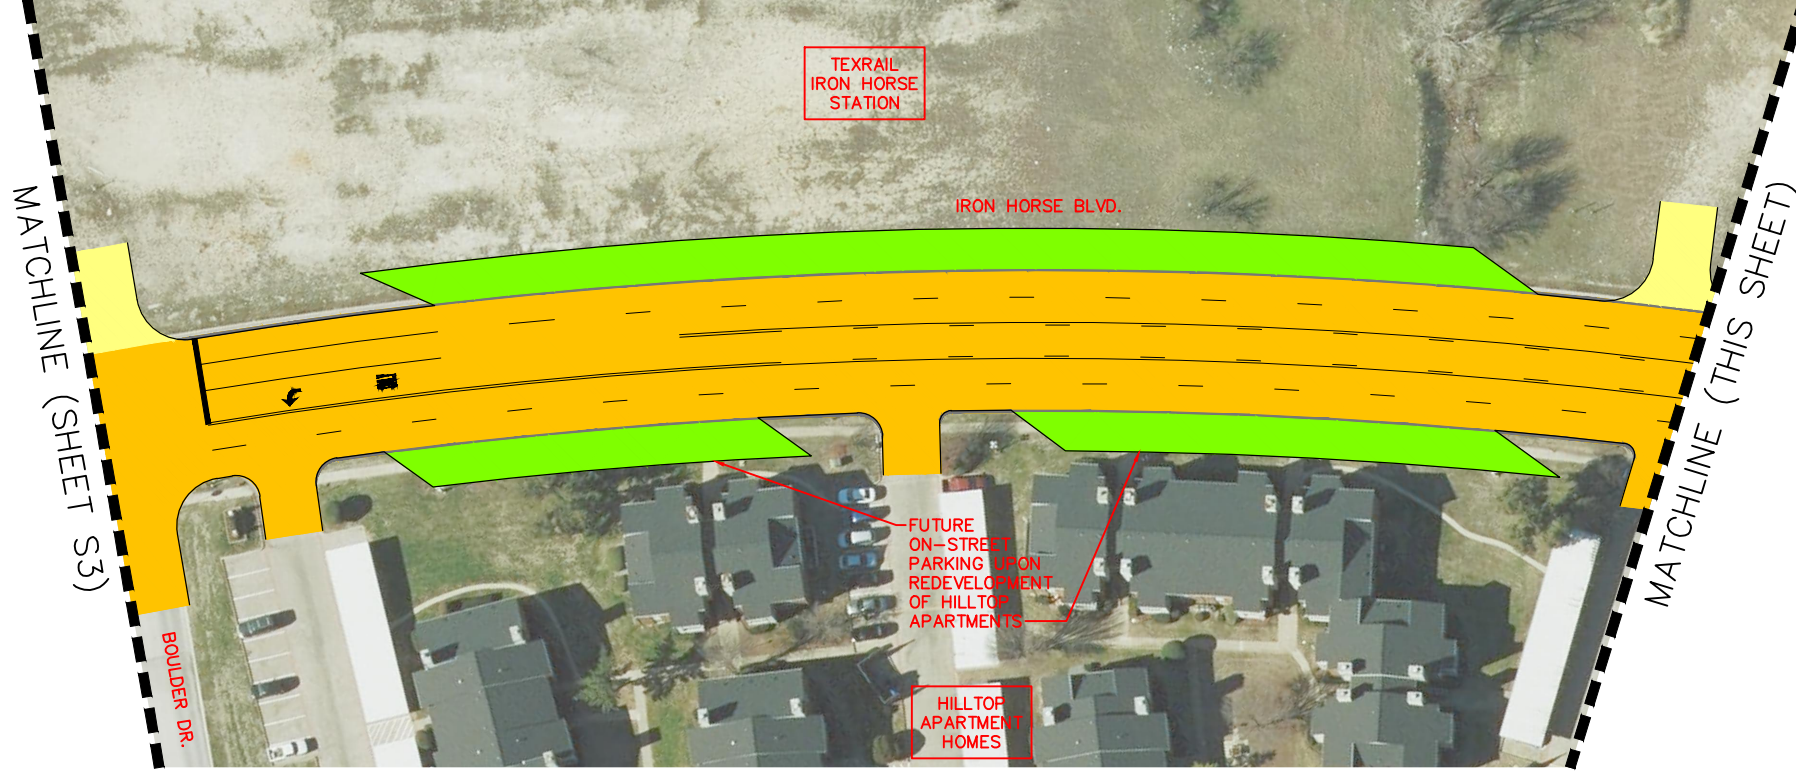 TEXRAIL
IRON HORSE
STATION
IRON HORSE BLVD.
MATCHLINE (SHEET S3)
MATCHLINE (THIS SHEET)
FUTURE
ON-STREET
PARKING UPON
REDEVELOPMENT
OF HILLTOP
APARTMENTS
BOULDER DR.
HILLTOP
APARTMENT
HOMES